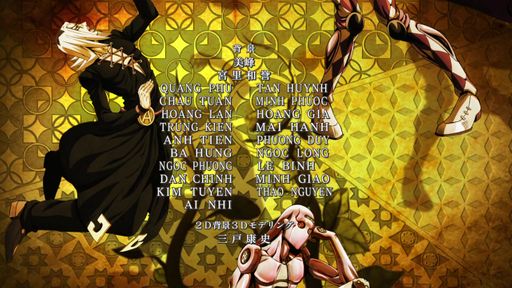 背景
美峰
宮里和誉
QUANG PHU TAN HUYNH
CHAU TUAN MINH PHUOC
HOANG LAN HOANG GIA
TRUNG KIEN MAI HANH
ANH TIEN PHUONG DUY
BA HUNG NGOC LONG
NGOC PHUONG LE BINH
DAN CHINH MINH GIAO
KIM TUYEN THAO NGUYEN
AI NHI
2D背景3Dモデリング
三戸康史